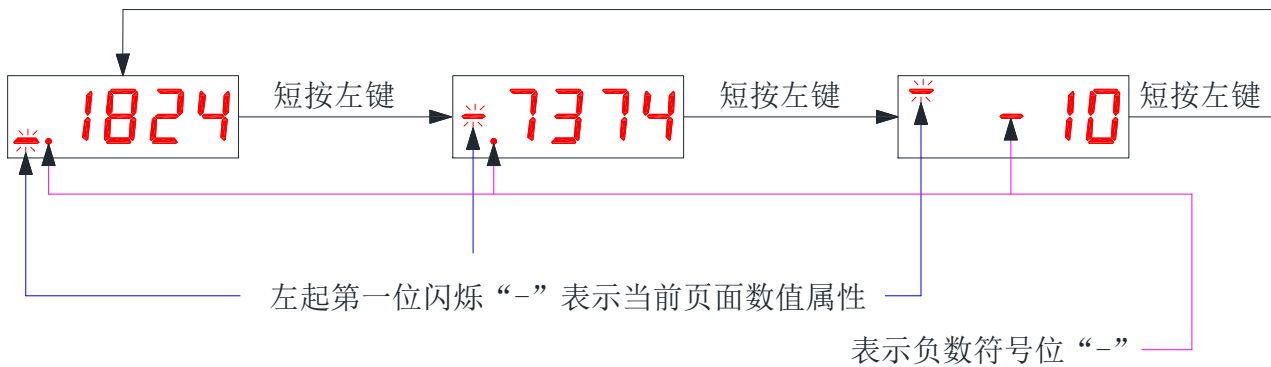 _.1824
短按左键
-.7374
短按左键
- - 10
短按左键
左起第一位闪烁“-”表示当前页面数值属性
表示负数符号位“-”